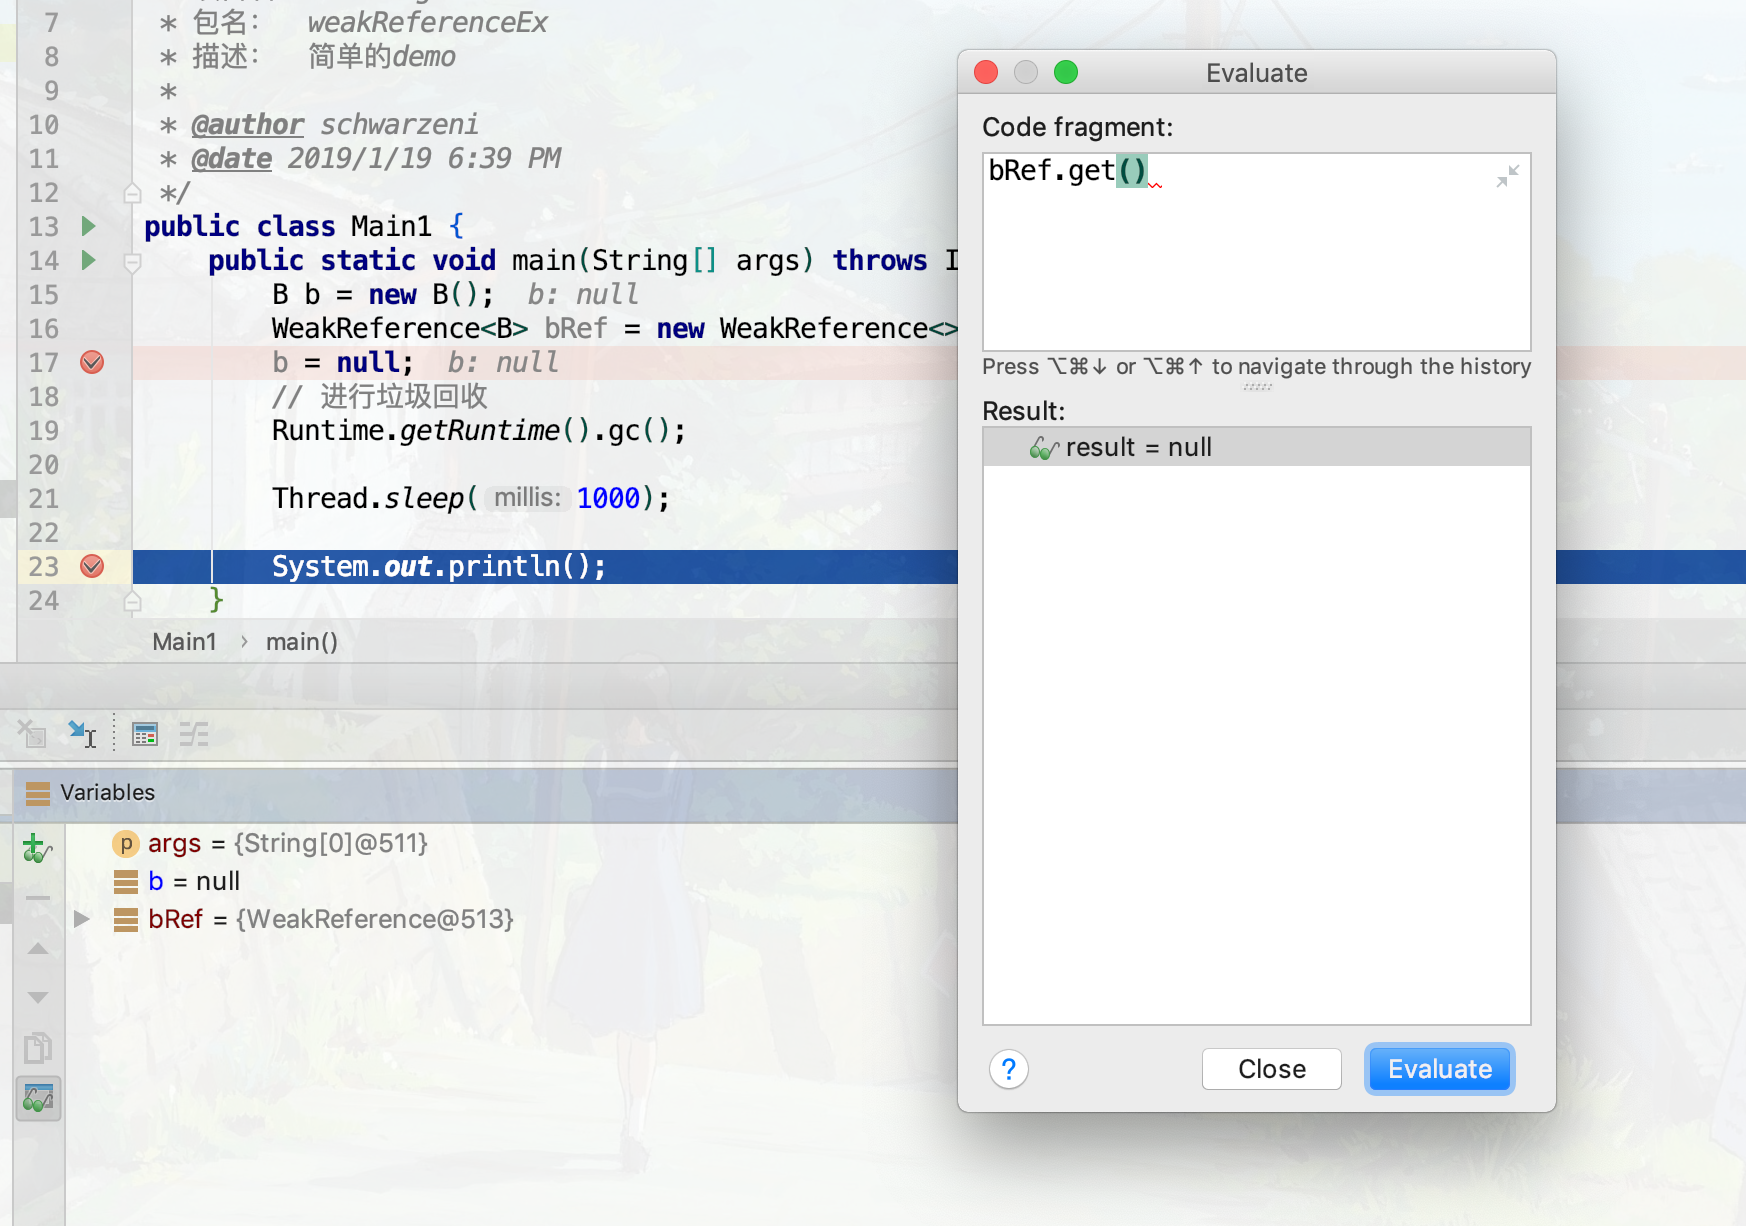 7 * 包名: weakReferenceEx
8 * 描述: 简单的demo
9 *
10 * @author schwarzeni
11 * @date 2019/1/19 6:39 PM
12 */
13 public class Main1 {
14 public static void main(String[] args) throws I
15 B b = new B(); b: null
16 WeakReference<B> bRef = new WeakReference<>
17 b = null; b: null
18 // 进行垃圾回收
19 Runtime.getRuntime().gc();
20
21 Thread.sleep( millis: 1000);
22
23 System.out.println();
24 }
Main1 › main()
Variables
p args = {String[0]@511}
b = null
bRef = {WeakReference@513}
Evaluate
Code fragment:
bRef.get()
Press ⌥⌘↓ or ⌥⌘↑ to navigate through the history
Result:
result = null
? Close Evaluate